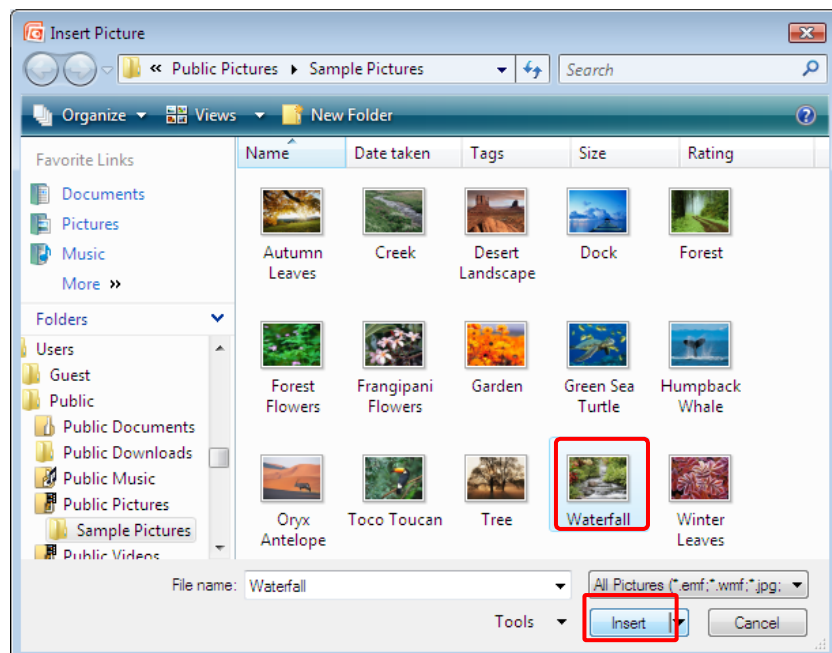 Insert Picture
« Public Pictures Sample Pictures Search
Organize Views New Folder ?
Favorite Links
Documents
Pictures
Music
More »
Folders
Users
Guest
Public
Public Documents
Public Downloads
Public Music
Public Pictures
Sample Pictures
Public Videos
Name Date taken Tags Size Rating
Autumn Leaves
Creek
Desert Landscape
Dock
Forest
Forest Flowers
Frangipani Flowers
Garden
Green Sea Turtle
Humpback Whale
Oryx Antelope
Toco Toucan
Tree
Waterfall
Winter Leaves
File name: Waterfall All Pictures (*.emf;*.wmf;*.jpg;
Tools Insert Cancel